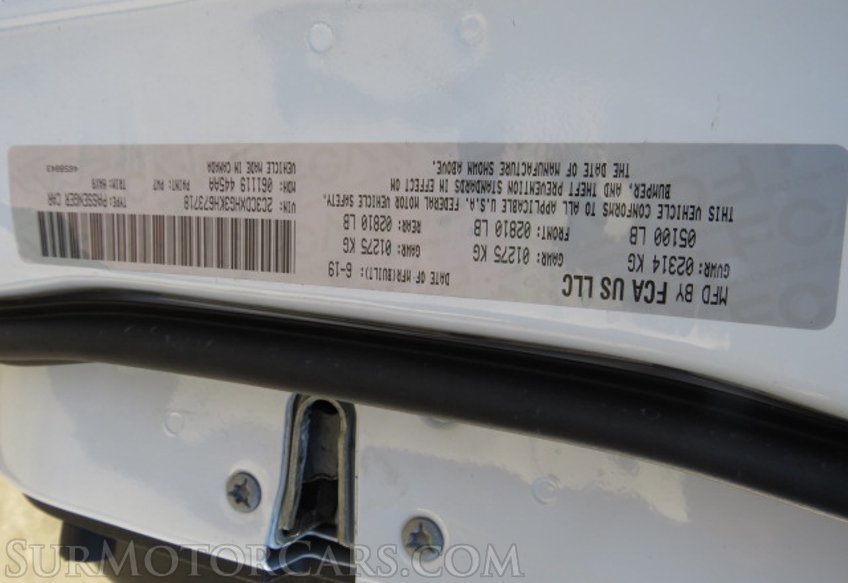 MFD BY FCA US LLC
DATE OF MFR(BUILT): 6-19
GVWR: 02314 KG
GAWR: 01275 KG
GAWR: 01275 KG
05100 LB
FRONT: 02810 LB
REAR: 02810 LB
THIS VEHICLE CONFORMS TO ALL APPLICABLE U.S.A. FEDERAL MOTOR VEHICLE SAFETY,
BUMPER, AND THEFT PREVENTION STANDARDS IN EFFECT ON
THE DATE OF MANUFACTURE SHOWN ABOVE.
VIN: 2C3CDXHG3KH673718
TYPE: PASSENGER CAR
MDH: 061119 445AA
PAINT: PW7
TRIM: HAX9
VEHICLE MADE IN CANADA
4658843
SurMotorCars.com